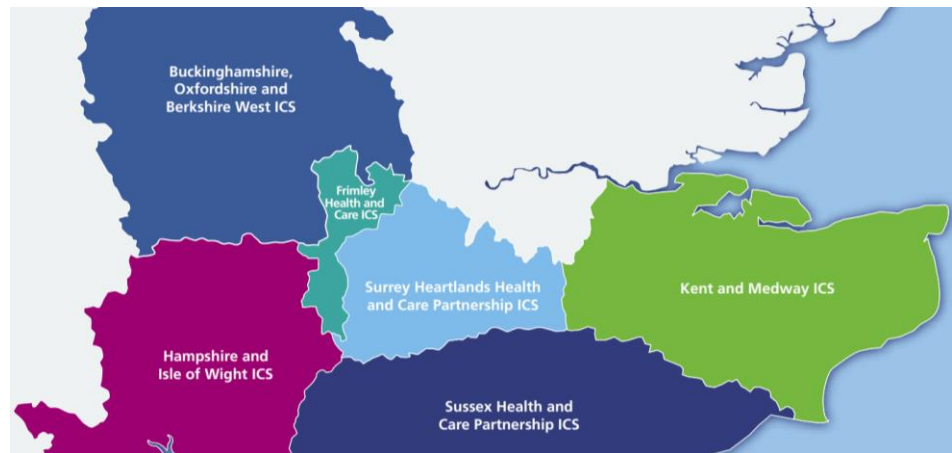 Buckinghamshire,
Oxfordshire and
Berkshire West ICS
Frimley
Health and
Care ICS
Surrey Heartlands Health
and Care Partnership ICS
Kent and Medway ICS
Hampshire and
Isle of Wight ICS
Sussex Health and
Care Partnership ICS